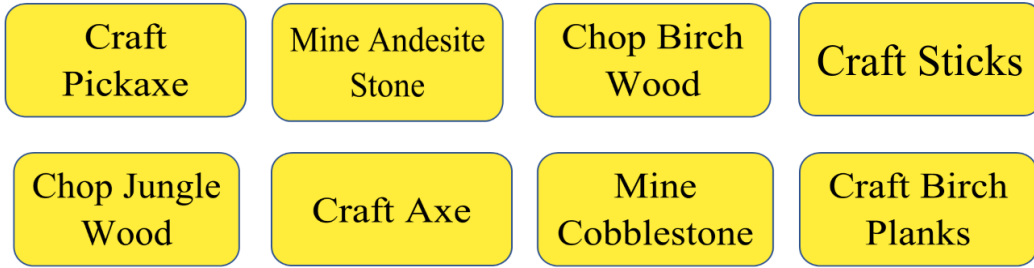 Craft
Pickaxe
Mine Andesite
Stone
Chop Birch
Wood
Craft Sticks
Chop Jungle
Wood
Craft Axe
Mine
Cobblestone
Craft Birch
Planks